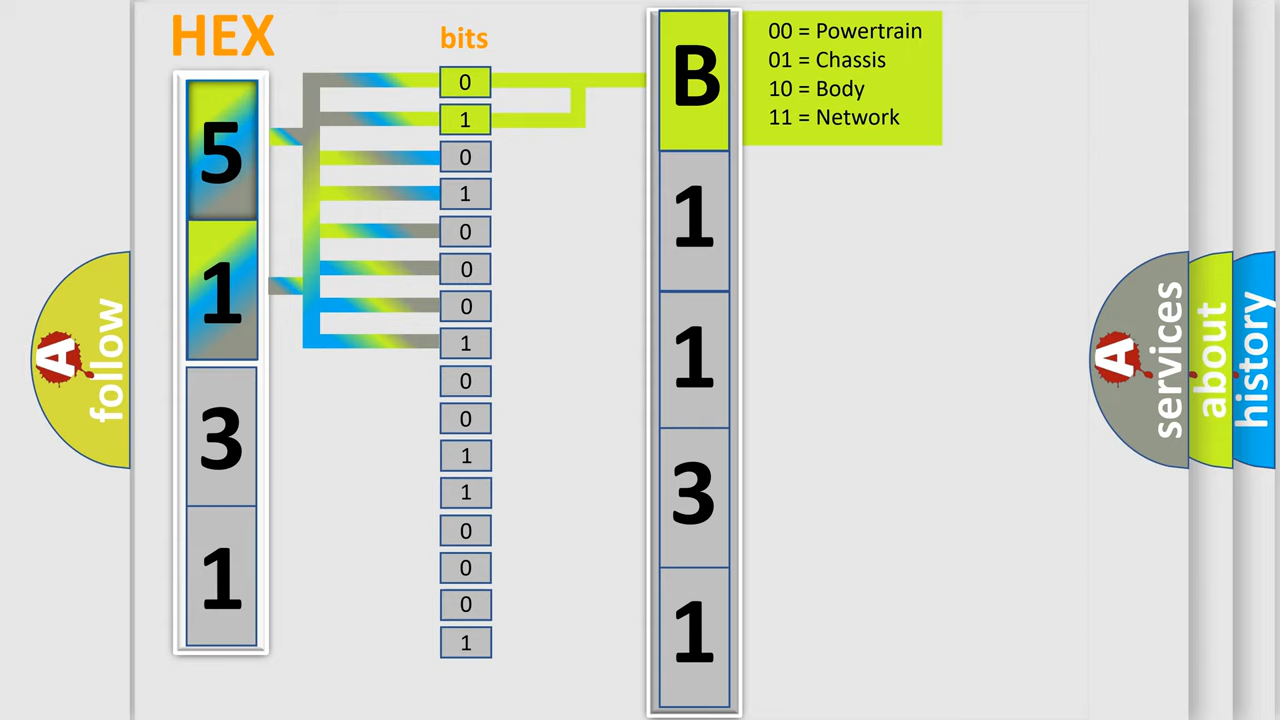 HEX
bits
5
1
3
1
0
1
0
1
0
0
0
1
0
0
1
1
0
0
0
1
B
1
1
3
1
00 = Powertrain
01 = Chassis
10 = Body
11 = Network
A
follow
A
services
about
history